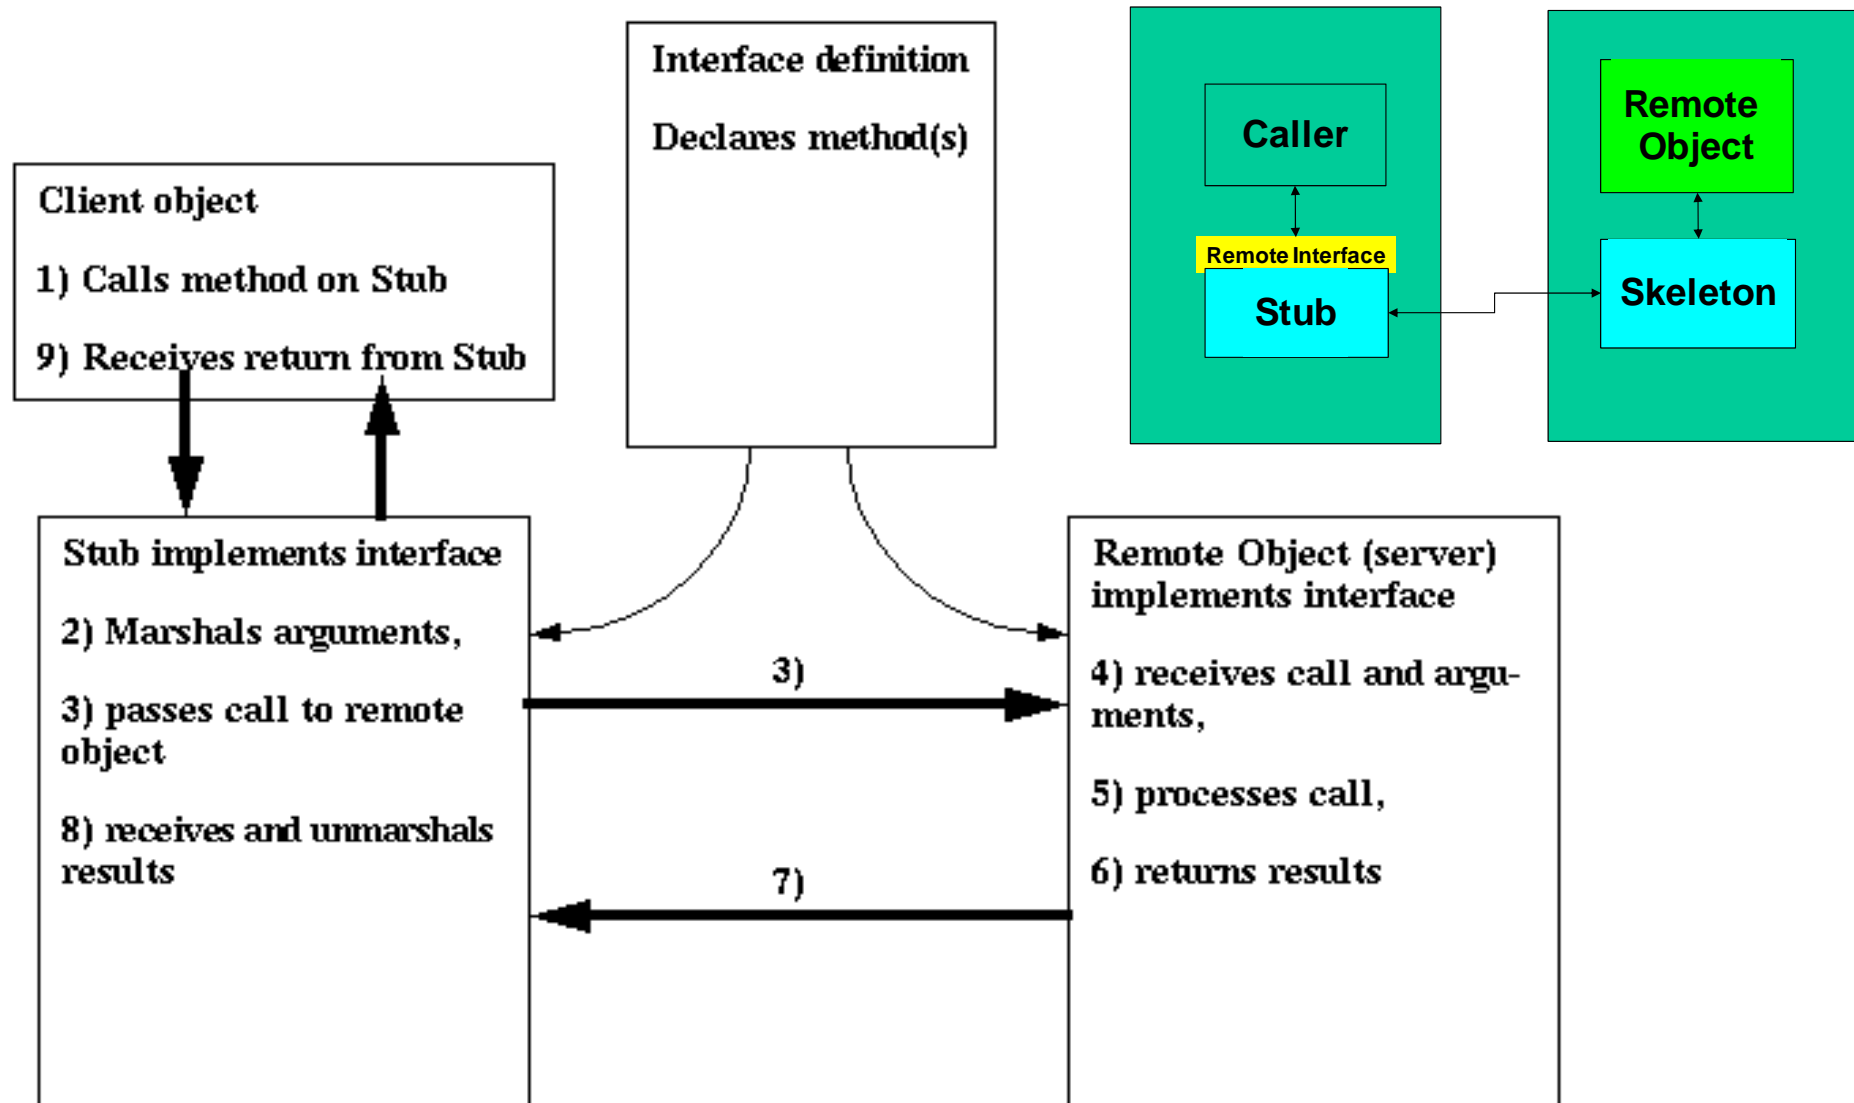 Interface definition
Declares method(s)
Client object
1) Calls method on Stub
9) Receives return from Stub
Caller
Remote Interface
Stub
Remote
Object
Skeleton
Stub implements interface
2) Marshals arguments,
3) passes call to remote
object
8) receives and unmarshals
results
3)
7)
Remote Object (server)
implements interface
4) receives call and argu-
ments,
5) processes call,
6) returns results